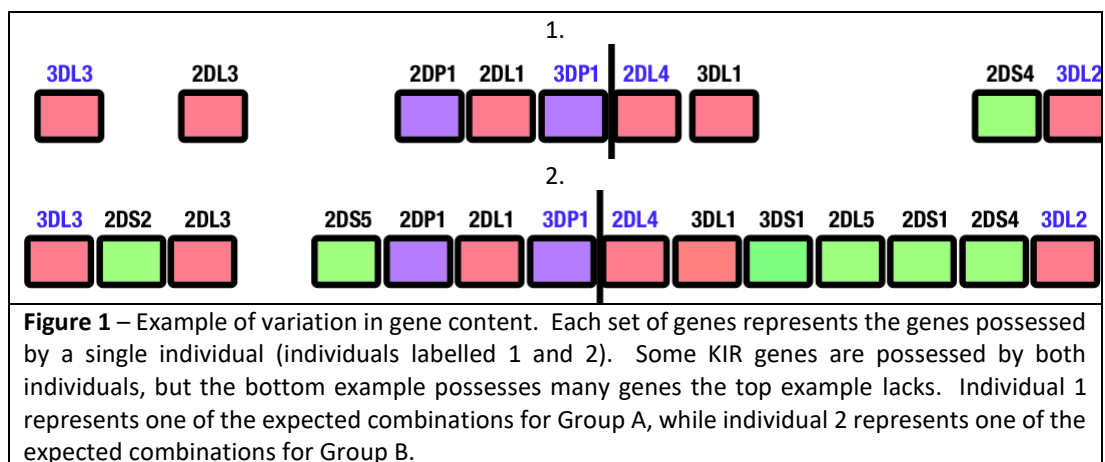 1.
3DL3 2DL3 2DP1 2DL1 3DP1 2DL4 3DL1 2DS4 3DL2
2.
3DL3 2DS2 2DL3 2DS5 2DP1 2DL1 3DP1 2DL4 3DL1 3DS1 2DL5 2DS1 2DS4 3DL2
Figure 1 – Example of variation in gene content. Each set of genes represents the genes possessed
by a single individual (individuals labelled 1 and 2). Some KIR genes are possessed by both
individuals, but the bottom example possesses many genes the top example lacks. Individual 1
represents one of the expected combinations for Group A, while individual 2 represents one of the
expected combinations for Group B.